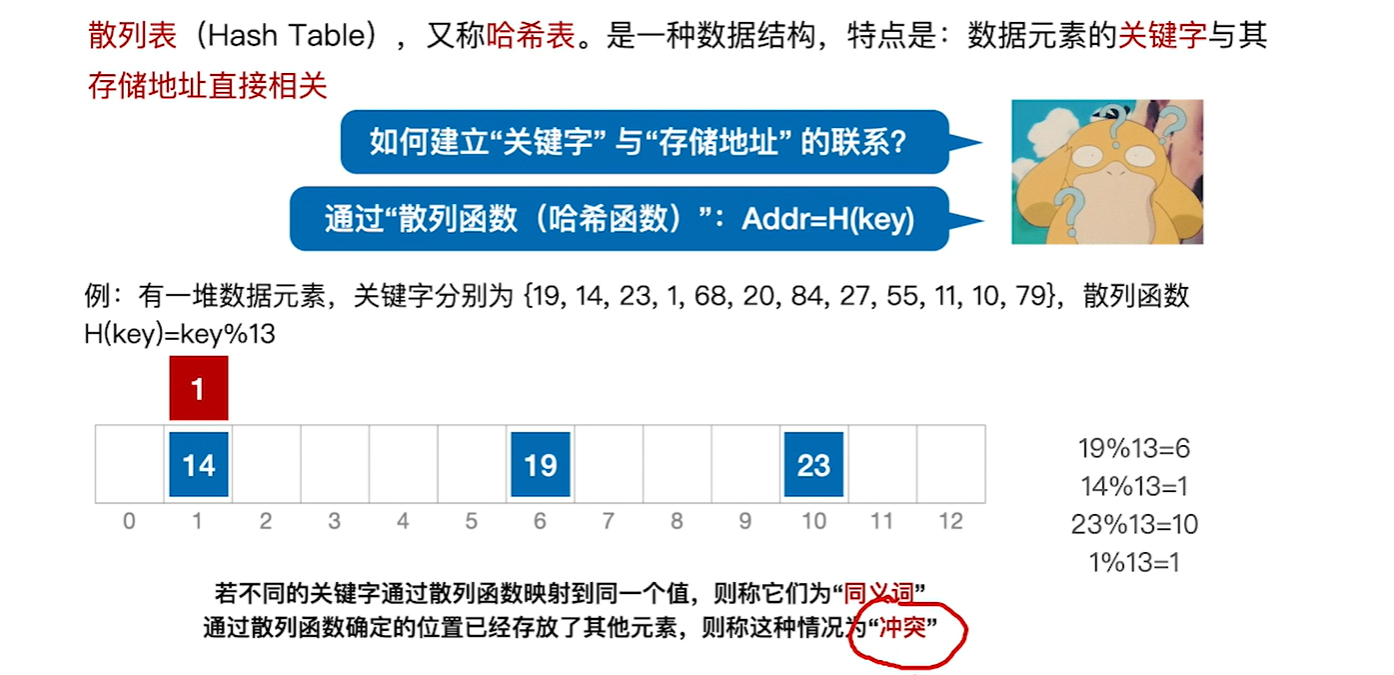 散列表（Hash Table），又称哈希表。是一种数据结构，特点是：数据元素的关键字与其
存储地址直接相关
如何建立“关键字” 与“存储地址” 的联系？
通过“散列函数（哈希函数）”：Addr=H(key)
例：有一堆数据元素，关键字分别为 {19, 14, 23, 1, 68, 20, 84, 27, 55, 11, 10, 79}，散列函数
H(key)=key%13
1
14 19 23
0 1 2 3 4 5 6 7 8 9 10 11 12
19%13=6
14%13=1
23%13=10
1%13=1
若不同的关键字通过散列函数映射到同一个值，则称它们为“同义词”
通过散列函数确定的位置已经存放了其他元素，则称这种情况为“冲突”